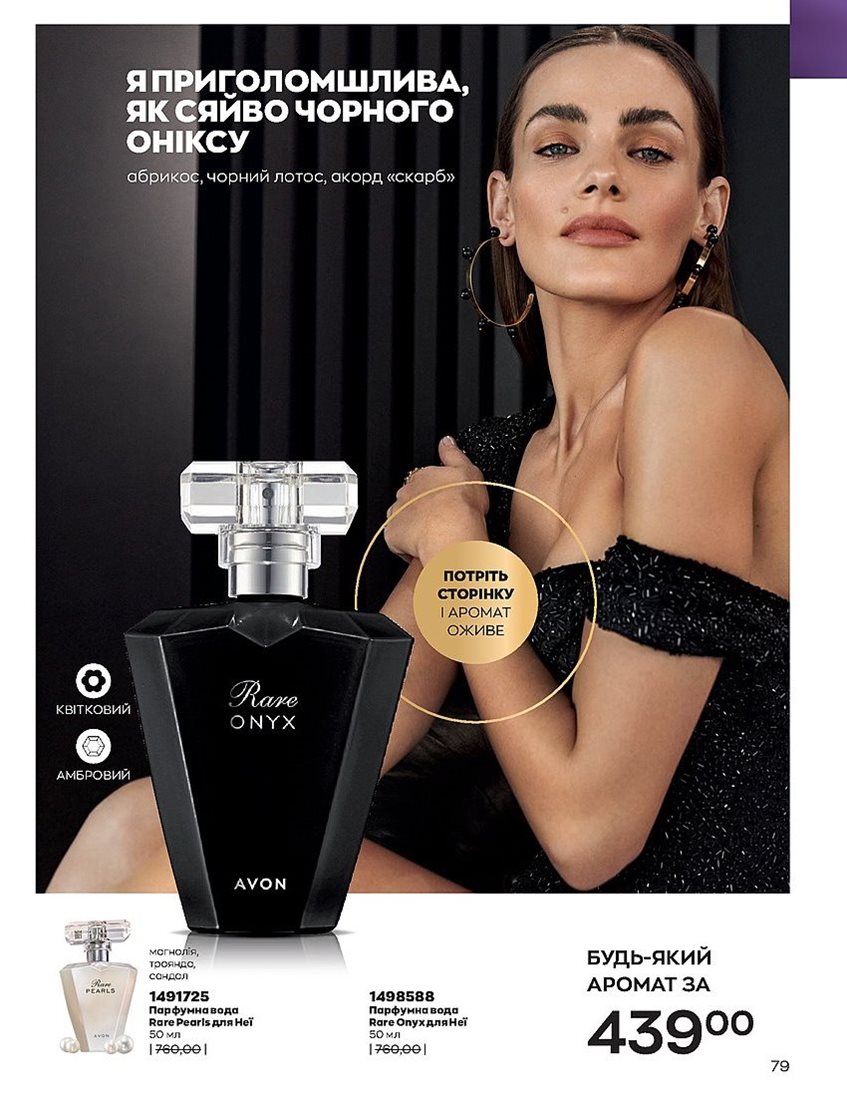 Я ПРИГОЛОМШЛИВА,
ЯК СЯЙВО ЧОРНОГО
ОНІКСУ
абрикос, чорний лотос, акорд «скарб»
ПОТРІТЬ
СТОРІНКУ
І АРОМАТ
ОЖИВЕ
КВІТКОВИЙ
АМБРОВИЙ
Rare
ONYX
AVON
Rare
PEARLS
AVON
магнолія,
троянда,
сандал
1491725
Парфумна вода
Rare Pearls для Неї
50 мл
|760,00|
1498588
Парфумна вода
Rare Onyx для Неї
50 мл
|760,00|
БУДЬ-ЯКИЙ
АРОМАТ ЗА
43900
79